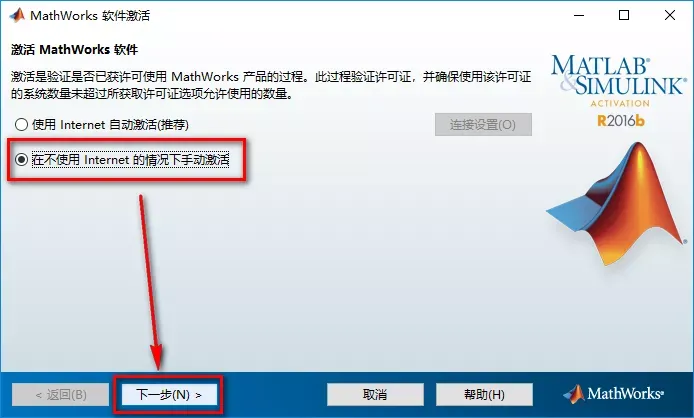 MathWorks 软件激活
激活 MathWorks 软件
激活是验证是否已获许可使用 MathWorks 产品的过程。此过程验证许可证，并确保使用该许可证
的系统数量未超过所获取许可证选项允许使用的数量。
MATLAB®
&SIMULINK®
ACTIVATION
R2016b
使用 Internet 自动激活(推荐)
连接设置(O)
在不使用 Internet 的情况下手动激活
< 返回(B)
下一步(N) >
取消
帮助(H)
MathWorks®